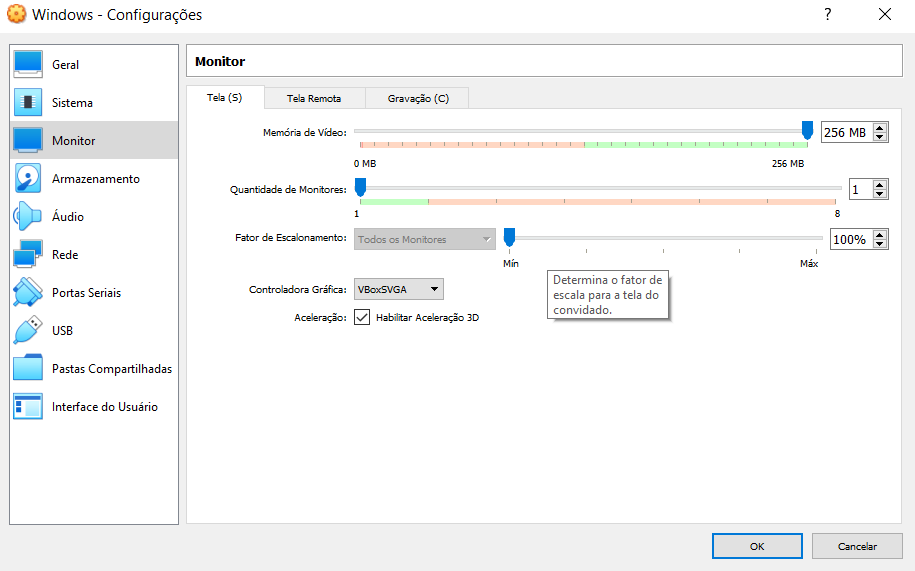 Windows - Configurações
?
Geral
Sistema
Monitor
Armazenamento
Áudio
Rede
Portas Seriais
USB
Pastas Compartilhadas
Interface do Usuário
Monitor
Tela (S)
Tela Remota
Gravação (C)
Memória de Vídeo:
256 MB
0 MB
256 MB
Quantidade de Monitores:
1
1
8
Fator de Escalonamento:
Todos os Monitores
100%
Mín
Máx
Determina o fator de
escala para a tela do
convidado.
Controladora Gráfica:
VBoxSVGA
Aceleração:
Habilitar Aceleração 3D
OK
Cancelar